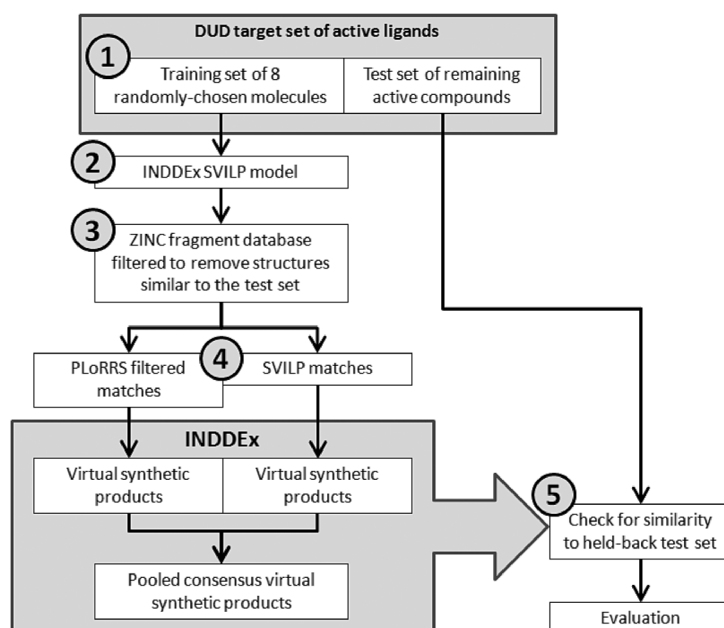 DUD target set of active ligands
1
Training set of 8
randomly-chosen molecules
Test set of remaining
active compounds
2
INDDEx SVILP model
3
ZINC fragment database
filtered to remove structures
similar to the test set
4
PLoRRS filtered
matches
SVILP matches
INDDEx
Virtual synthetic
products
Virtual synthetic
products
5
Check for similarity
to held-back test set
Pooled consensus virtual
synthetic products
Evaluation